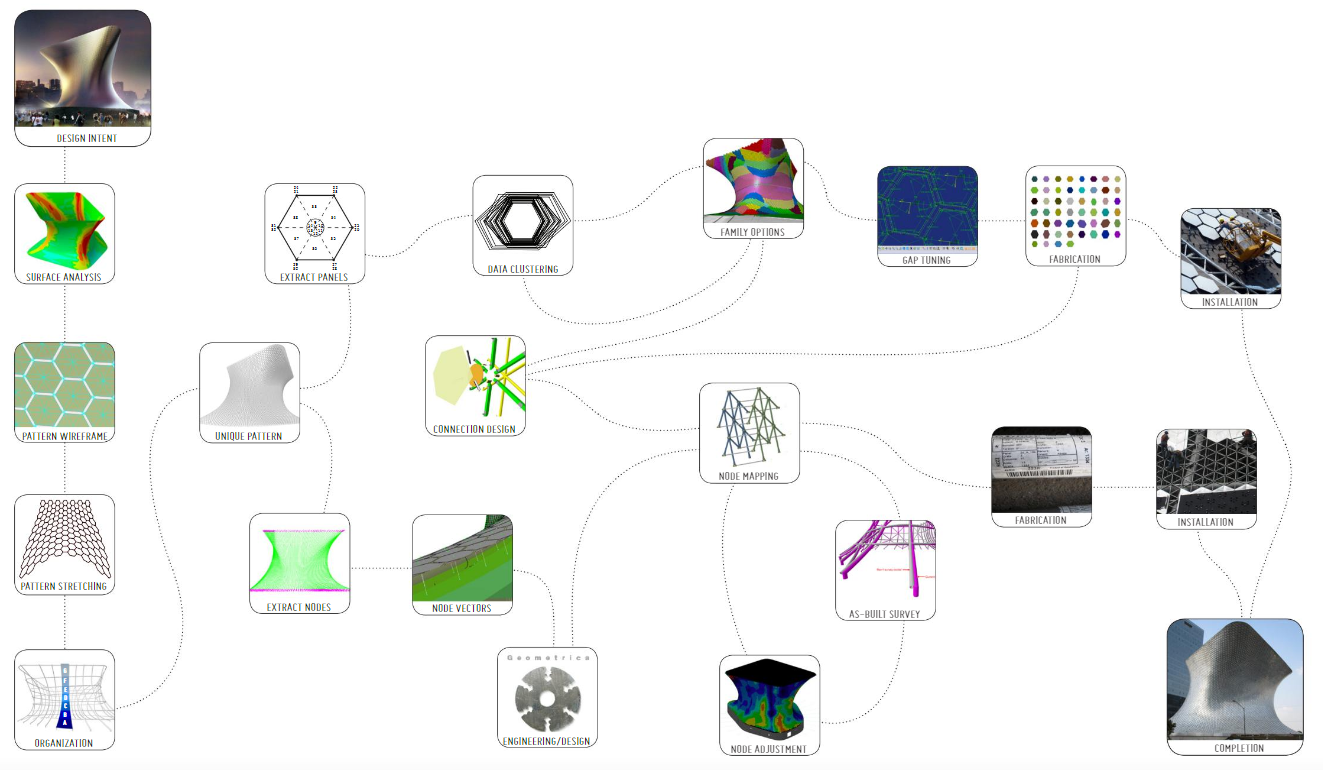 DESIGN INTENT
SURFACE ANALYSIS
PATTERN WIREFRAME
PATTERN STRETCHING
ORGANIZATION
UNIQUE PATTERN
EXTRACT PANELS
EXTRACT NODES
DATA CLUSTERING
CONNECTION DESIGN
NODE VECTORS
Geometrics
ENGINEERING/DESIGN
FAMILY OPTIONS
NODE MAPPING
AS-BUILT SURVEY
NODE ADJUSTMENT
GAP TUNING
FABRICATION
INSTALLATION
FABRICATION
INSTALLATION
COMPLETION